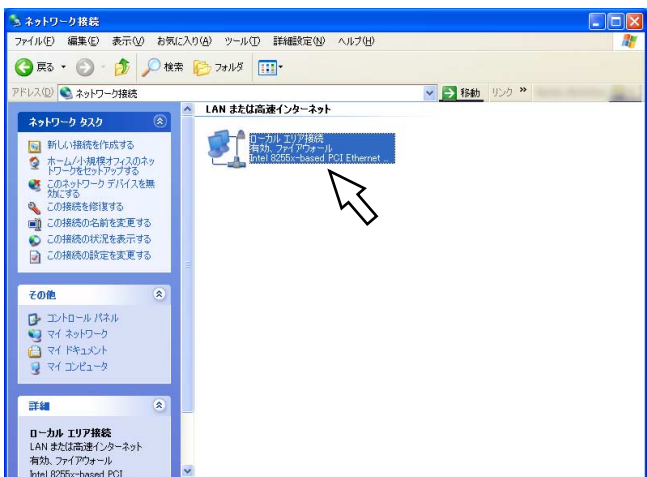 ネットワーク接続
ファイル(F) 編集(E) 表示(V) お気に入り(A) ツール(T) 詳細設定(N) ヘルプ(H)
戻る 検索 フォルダ
アドレス(D) ネットワーク接続 移動 リンク »
ネットワーク タスク
新しい接続を作成する
ホーム/小規模オフィスのネッ
トワークをセットアップする
このネットワーク デバイスを無
効にする
この接続を修復する
この接続の名前を変更する
この接続の状況を表示する
この接続の設定を変更する
その他
コントロール パネル
マイ ネットワーク
マイ ドキュメント
マイ コンピュータ
詳細
ローカル エリア接続
LAN または高速インターネット
有効、ファイアウォール
Intel 8255x-based PCI
LAN または高速インターネット
ローカル エリア接続
有効、ファイアウォール
Intel 8255x-based PCI Ethernet ...